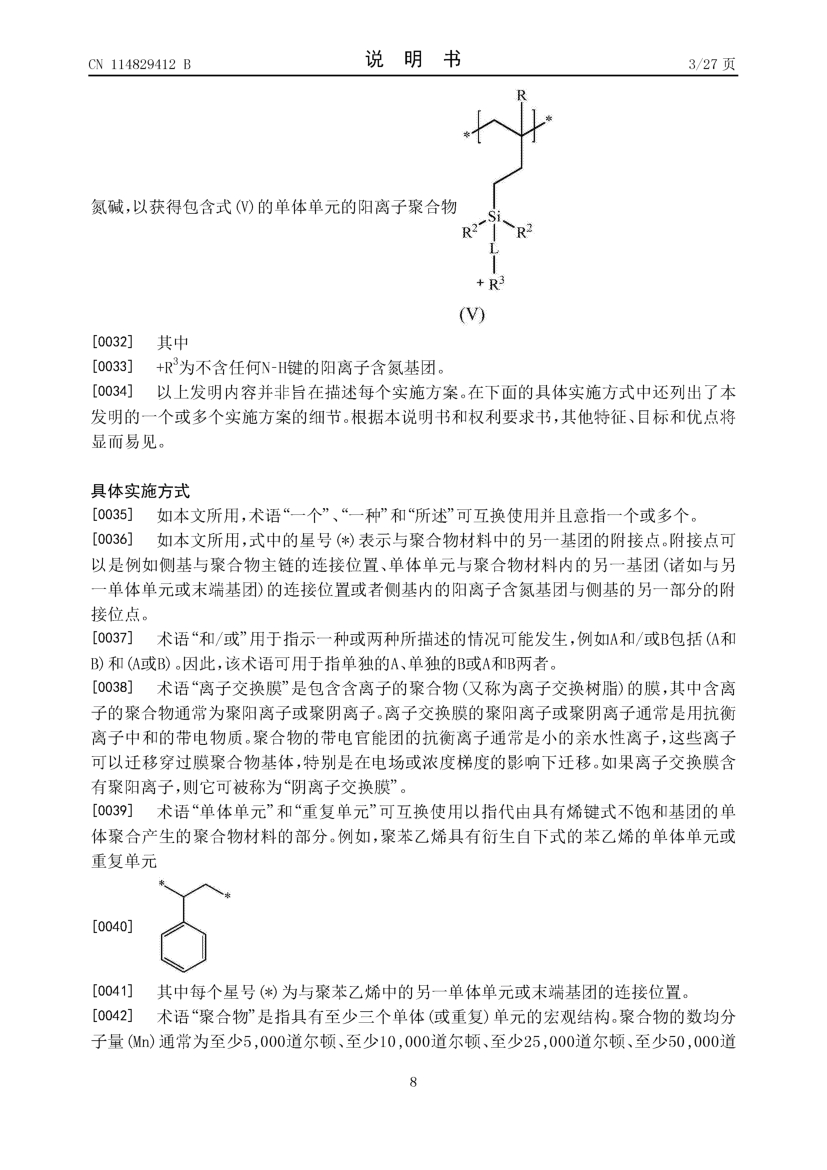 CN 114829412 B
说 明 书
3/27 页
R
* *
氮碱,以获得包含式(V)的单体单元的阳离子聚合物
Si
R² R²
L
+ R³
(V)
[0032] 其中
[0033] +R³为不含任何N-H键的阳离子含氮基团。
[0034] 以上发明内容并非旨在描述每个实施方案。在下面的具体实施方式中还列出了本
发明的一个或多个实施方案的细节。根据本说明书和权利要求书,其他特征、目标和优点将
显而易见。
具体实施方式
[0035] 如本文所用,术语“一个”、“一种”和“所述”可互换使用并且意指一个或多个。
[0036] 如本文所用,式中的星号(*)表示与聚合物材料中的另一基团的附接点。附接点可
以是例如侧基与聚合物主链的连接位置、单体单元与聚合物材料内的另一基团(诸如与另
一单体单元或末端基团)的连接位置或者侧基内的阳离子含氮基团与侧基的另一部分的附
接位点。
[0037] 术语“和/或”用于指示一种或两种所描述的情况可能发生,例如A和/或B包括(A和
B)和(A或B)。因此,该术语可用于指单独的A、单独的B或A和B两者。
[0038] 术语“离子交换膜”是包含含离子的聚合物(又称为离子交换树脂)的膜,其中含离
子的聚合物通常为聚阳离子或聚阴离子。离子交换膜的聚阳离子或聚阴离子通常是用抗衡
离子中和的带电物质。聚合物的带电官能团的抗衡离子通常是小的亲水性离子,这些离子
可以迁移穿过膜聚合物基体,特别是在电场或浓度梯度的影响下迁移。如果离子交换膜含
有聚阳离子,则它可被称为“阴离子交换膜”。
[0039] 术语“单体单元”和“重复单元”可互换使用以指代由具有烯键式不饱和基团的单
体聚合产生的聚合物材料的部分。例如,聚苯乙烯具有衍生自下式的苯乙烯的单体单元或
重复单元
* *
[0040]
[0041] 其中每个星号(*)为与聚苯乙烯中的另一单体单元或末端基团的连接位置。
[0042] 术语“聚合物”是指具有至少三个单体(或重复)单元的宏观结构。聚合物的数均分
子量(Mn)通常为至少5,000道尔顿、至少10,000道尔顿、至少25,000道尔顿、至少50,000道
8